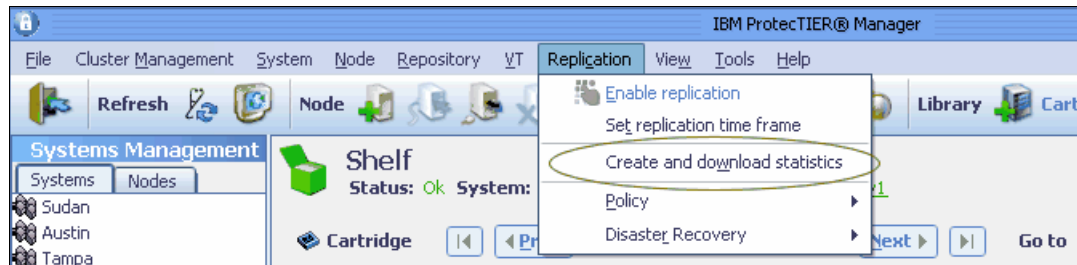 IBM ProtecTIER® Manager
File Cluster Management System Node Repository VT Replication View Tools Help
Refresh Node Library Cart
Enable replication
Set replication time frame
Create and download statistics
Policy
Disaster Recovery
Systems Management
Systems Nodes
Sudan
Austin
Tampa
Shelf
Status: Ok System:
Cartridge Next Go to